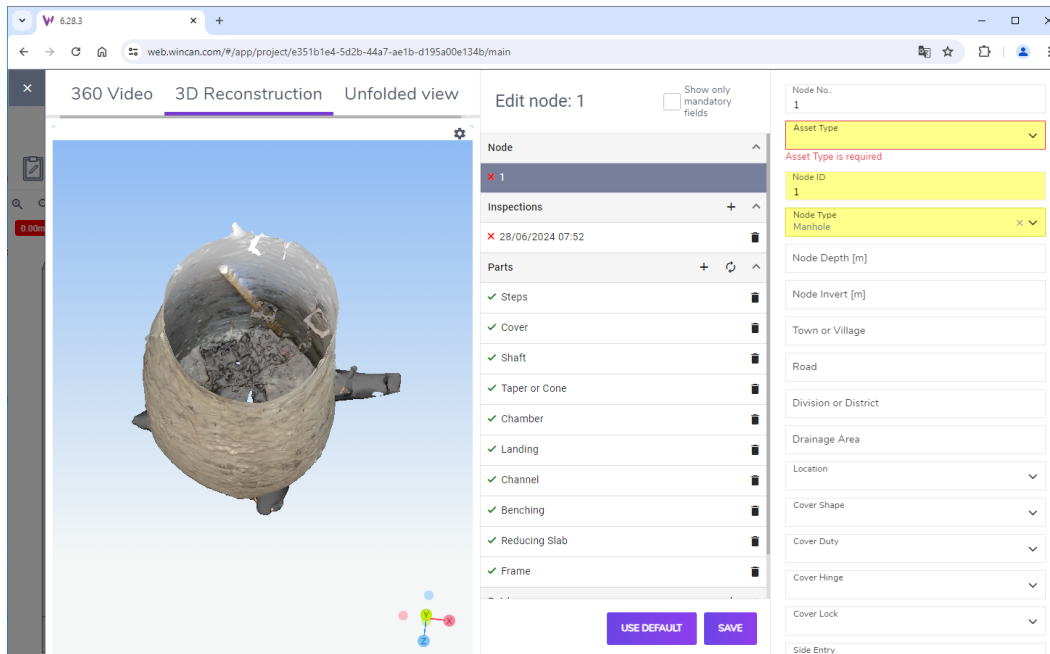 6.28.3
web.wincan.com/#/app/project/e351b1e4-5d2b-44a7-ae1b-d195a00e134b/main
360 Video 3D Reconstruction Unfolded view
Edit node: 1
Show only
mandatory
fields
Node
1
Inspections
28/06/2024 07:52
Parts
Steps
Cover
Shaft
Taper or Cone
Chamber
Landing
Channel
Benching
Reducing Slab
Frame
USE DEFAULT SAVE
Node No.:
1
Asset Type
Asset Type is required
Node ID
1
Node Type
Manhole
Node Depth [m]
Node Invert [m]
Town or Village
Road
Division or District
Drainage Area
Location
Cover Shape
Cover Duty
Cover Hinge
Cover Lock
Side Entry
0.00m
Y
X
Z